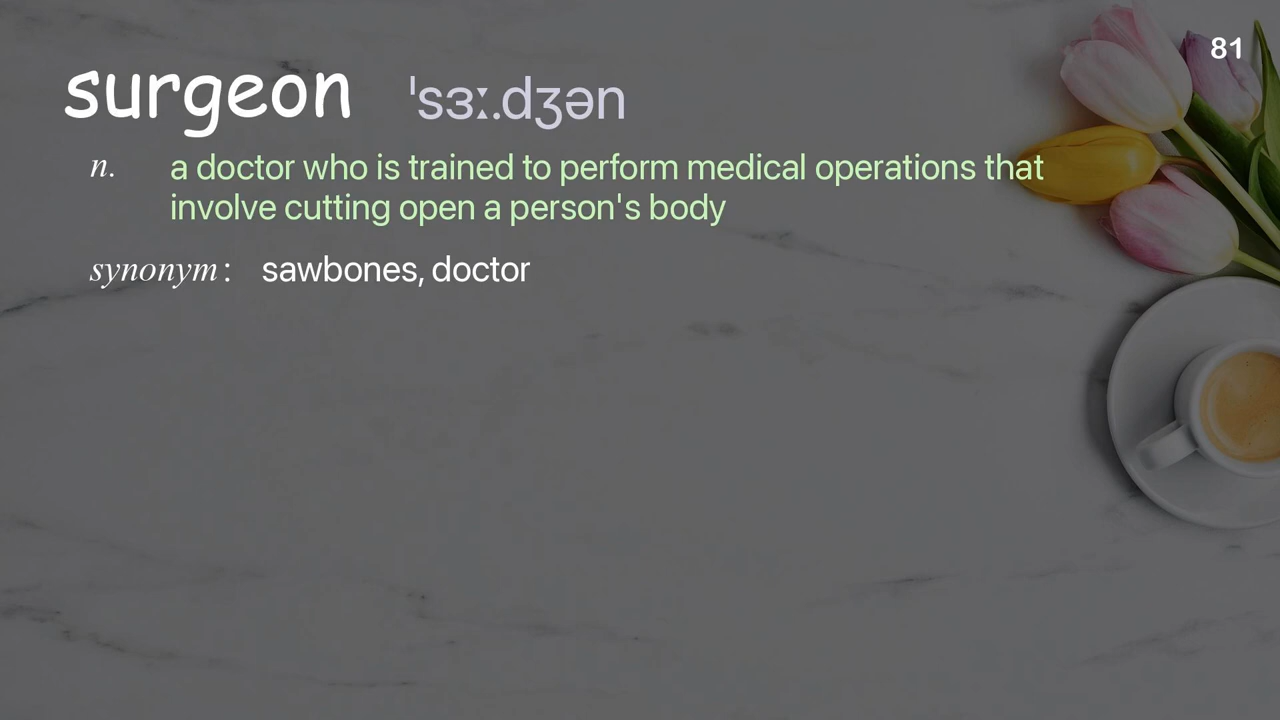 81
surgeon ˈsɜː.dʒən
n. a doctor who is trained to perform medical operations that
involve cutting open a person's body
synonym: sawbones, doctor